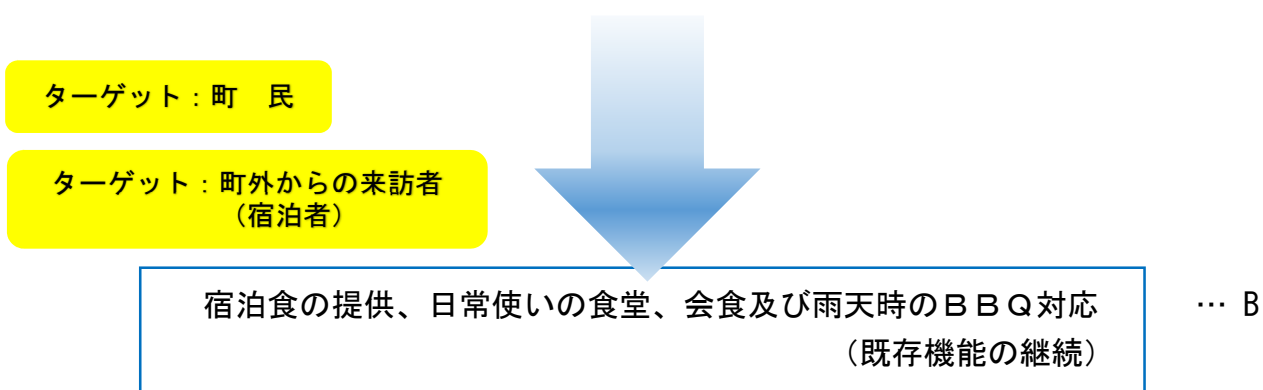 ターゲット：町　民
ターゲット：町外からの来訪者
（宿泊者）
宿泊食の提供、日常使いの食堂、会食及び雨天時のＢＢＱ対応
（既存機能の継続）
… B